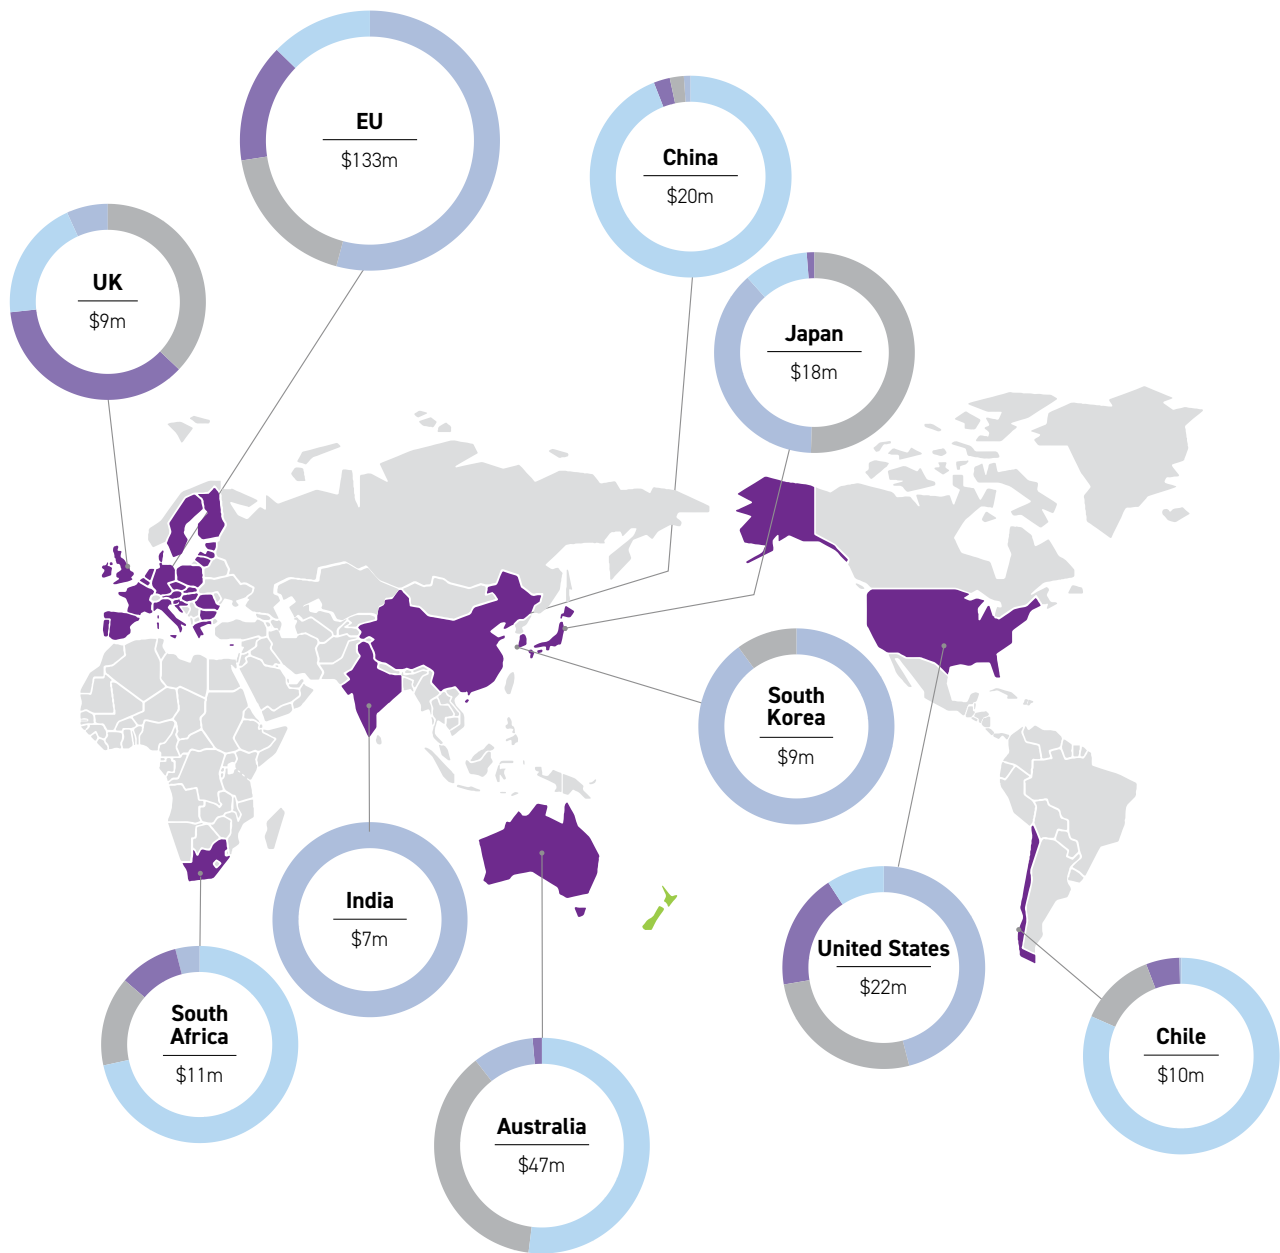 EU
$133m
China
$20m
UK
$9m
Japan
$18m
South
Korea
$9m
India
$7m
United States
$22m
South
Africa
$11m
Chile
$10m
Australia
$47m